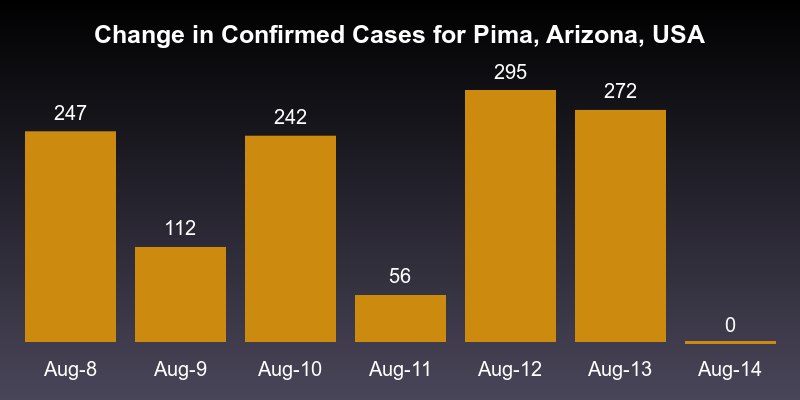 Change in Confirmed Cases for Pima, Arizona, USA
247
112
242
56
295
272
0
Aug-8
Aug-9
Aug-10
Aug-11
Aug-12
Aug-13
Aug-14